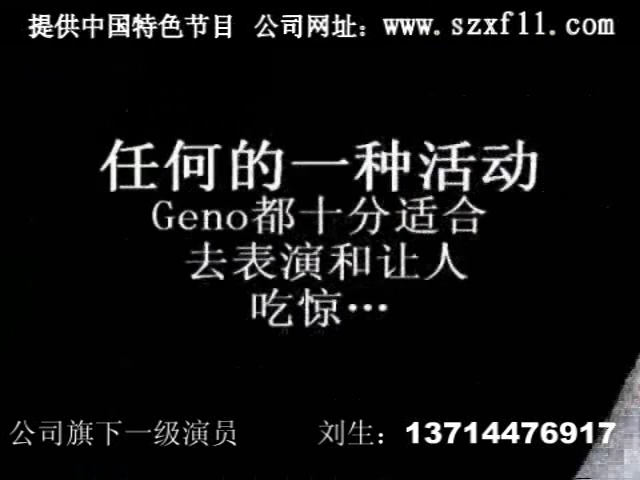 提供中国特色节目 公司网址：www.szxfll.com
任何的一种活动
Geno都十分适合
去表演和让人
吃惊…
公司旗下一级演员 刘生：13714476917